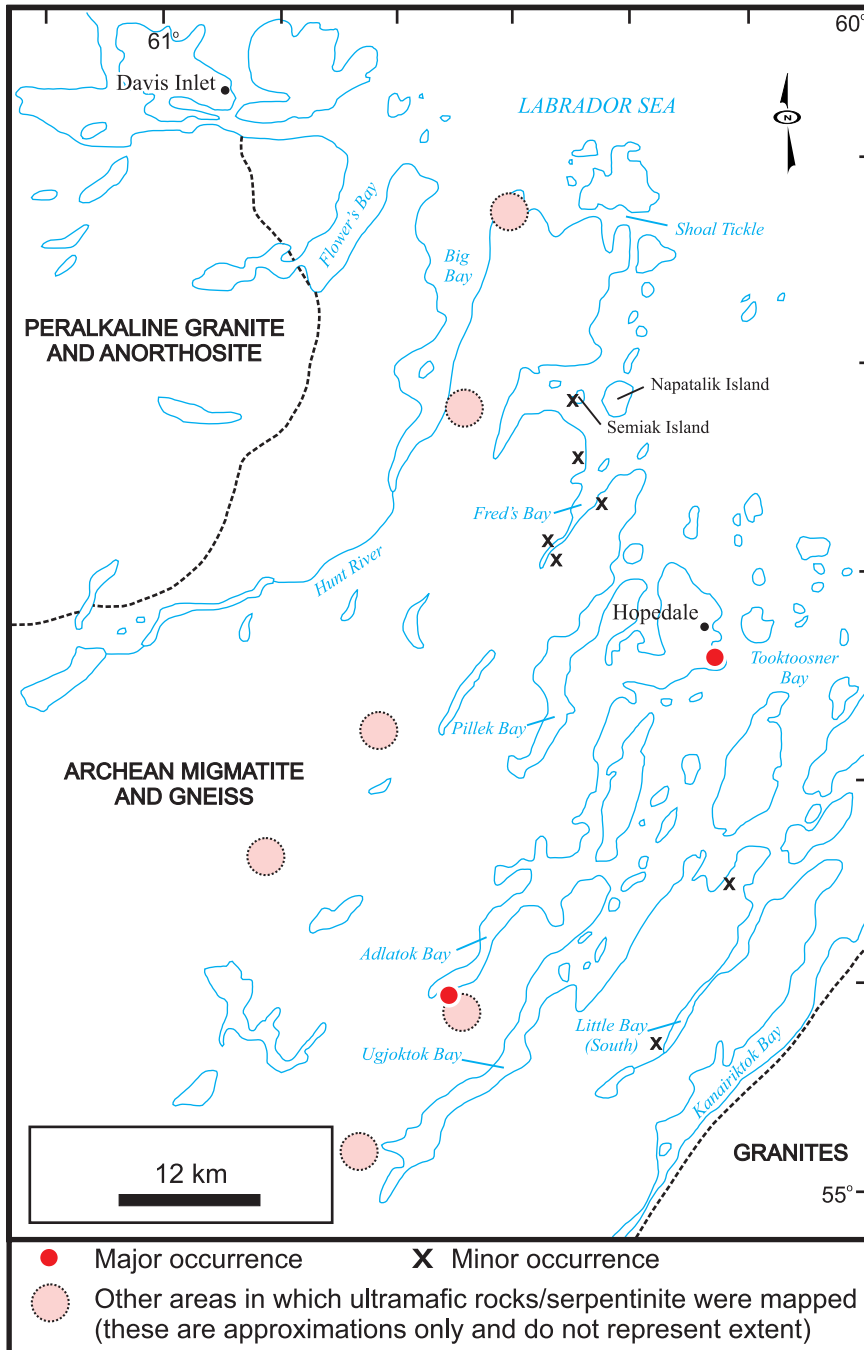 61°
60°
Davis Inlet
LABRADOR SEA
N
Flower's Bay
Shoal Tickle
Big
Bay
PERALKALINE GRANITE
AND ANORTHOSITE
Napatalik Island
Semiak Island
X
X
X
Fred's Bay
X
X
Hunt River
Hopedale
Tooktoosner
Bay
Pillek Bay
ARCHEAN MIGMATITE
AND GNEISS
X
Adlatok Bay
Little Bay
(South)
X
Ugjoktok Bay
Kanairiktok Bay
GRANITES
12 km
55°
Major occurrence
X Minor occurrence
Other areas in which ultramafic rocks/serpentinite were mapped
(these are approximations only and do not represent extent)